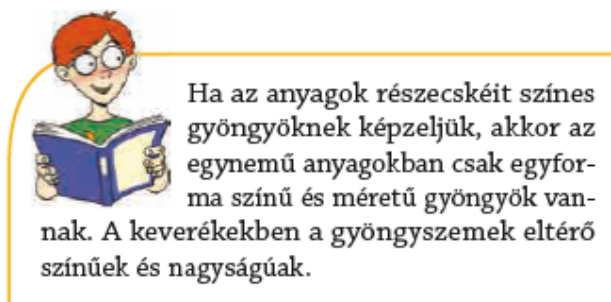 Ha az anyagok részecskéit színes
gyöngyöknek képzeljük, akkor az
egynemű anyagokban csak egyfor-
ma színű és méretű gyöngyök van-
nak. A keverékekben a gyöngyszemek eltérő
színűek és nagyságúak.